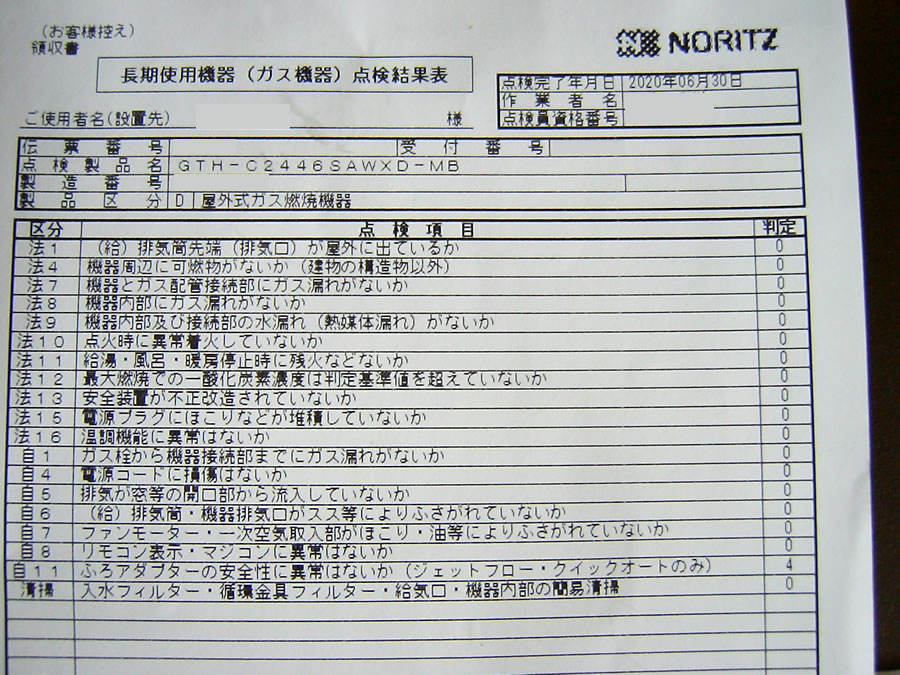 (お客様控え)
領収書
NORITZ
長期使用機器(ガス機器)点検結果表
点検完了年月日 2020年06月30日
作業者名
点検員資格番号
ご使用者名(設置先) 様
伝票番号 受付番号
点検製品名 GTH-C2446SAWXD-MB
製造番号
製品区分 D 屋外式ガス燃焼機器
区分 点検項目 判定
法1 (給)排気筒先端(排気口)が屋外に出ているか 0
法4 機器周辺に可燃物がないか(建物の構造物以外) 0
法7 機器とガス配管接続部にガス漏れがないか 0
法8 機器内部にガス漏れがないか 0
法9 機器内部及び接続部の水漏れ(熱媒体漏れ)がないか 0
法10 点火時に異常着火していないか 0
法11 給湯・風呂・暖房停止時に残火などないか 0
法12 最大燃焼での一酸化炭素濃度は判定基準値を超えていないか 0
法13 安全装置が不正改造されていないか 0
法15 電源プラグにほこりなどが堆積していないか 0
法16 温調機能に異常はないか 0
自1 ガス栓から機器接続部までにガス漏れがないか 0
自4 電源コードに損傷はないか 0
自5 排気が窓等の開口部から流入していないか 0
自6 (給)排気筒・機器排気口がスス等によりふさがれていないか 0
自7 ファンモーター・一次空気取入部がほこり・油等によりふさがれていないか 0
自8 リモコン表示・マジコンに異常はないか 0
自11 ふろアダプターの安全性に異常はないか(ジェットフロー・クイックオートのみ) 4
清掃 入水フィルター・循環金具フィルター・給気口・機器内部の簡易清掃 0